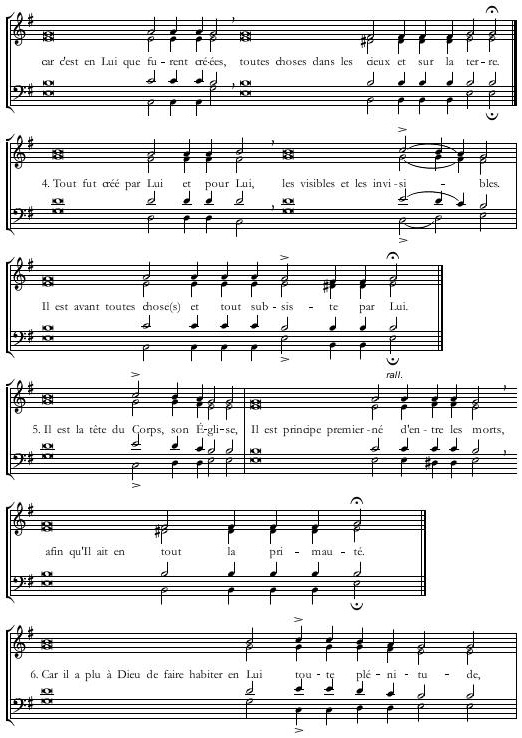 car c'est en Lui que fu - rent cré-ées, toutes choses dans les cieux et sur la ter - re.
4. Tout fut créé par Lui et pour Lui, les visibles et les invi - si - bles.
Il est avant toutes chose(s) et tout sub - sis - te par Lui.
rall.
5. Il est la tête du Corps, son É-gli-se, Il est principe premier - né d'en - tre les morts,
afin qu'Il ait en tout la pri - mau - té.
6. Car il a plu à Dieu de faire habiter en Lui tou - te plé - ni - tu - de,